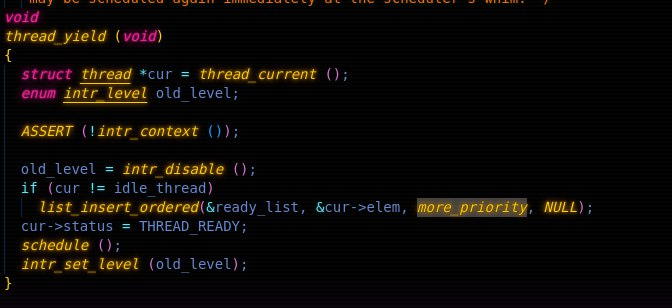 may be scheduled again immediately at the scheduler's whim. */
void
thread_yield (void)
{
  struct thread *cur = thread_current ();
  enum intr_level old_level;

  ASSERT (!intr_context ());

  old_level = intr_disable ();
  if (cur != idle_thread)
    list_insert_ordered(&ready_list, &cur->elem, more_priority, NULL);
  cur->status = THREAD_READY;
  schedule ();
  intr_set_level (old_level);
}